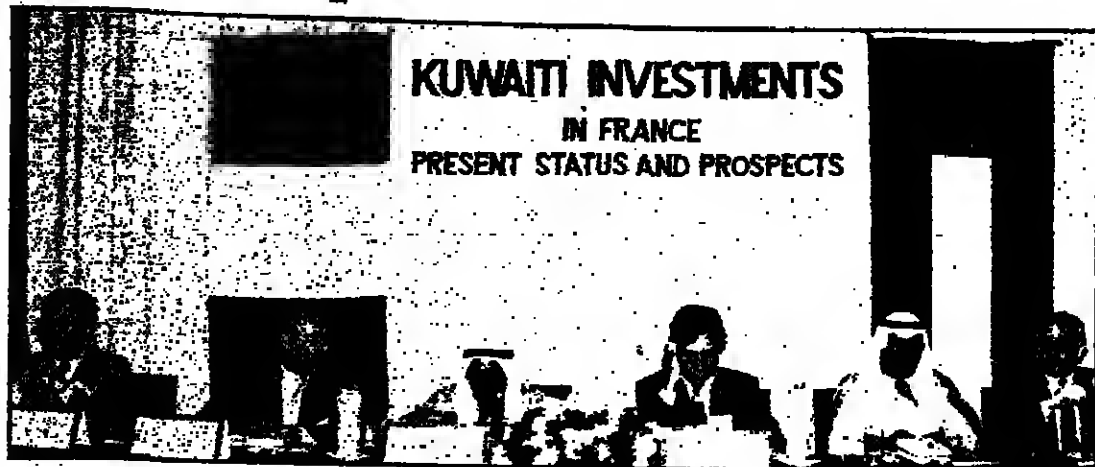 KUWAITI INVESTMENTS
IN FRANCE
PRESENT STATUS AND PROSPECTS